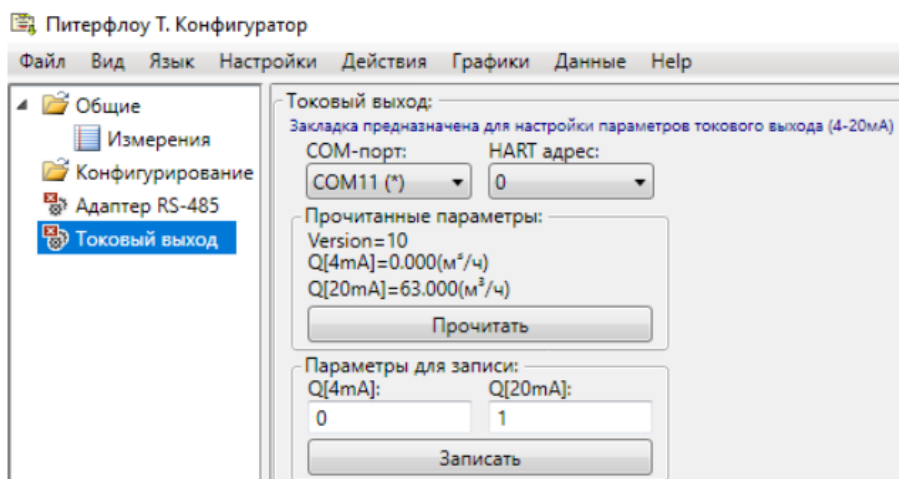 Питерфлоу Т. Конфигуратор
Файл Вид Язык Настройки Действия Графики Данные Help
Общие
Измерения
Конфигурирование
Адаптер RS-485
Токовый выход
Токовый выход:
Закладка предназначена для настройки параметров токового выхода (4-20мА)
COM-порт: HART адрес:
COM11 (*) 0
Прочитанные параметры:
Version=10
Q[4mA]=0.000(м³/ч)
Q[20mA]=63.000(м³/ч)
Прочитать
Параметры для записи:
Q[4mA]: Q[20mA]:
0 1
Записать